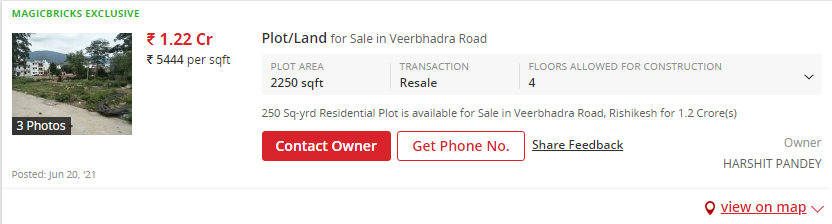 MAGICBRICKS EXCLUSIVE
₹ 1.22 Cr
₹ 5444 per sqft
3 Photos
Posted: Jun 20, '21
Plot/Land for Sale in Veerbhadra Road
PLOT AREA
2250 sqft
TRANSACTION
Resale
FLOORS ALLOWED FOR CONSTRUCTION
4
250 Sq-yrd Residential Plot is available for Sale in Veerbhadra Road, Rishikesh for 1.2 Crore(s)
Contact Owner
Get Phone No.
Share Feedback
Owner
HARSHIT PANDEY
view on map